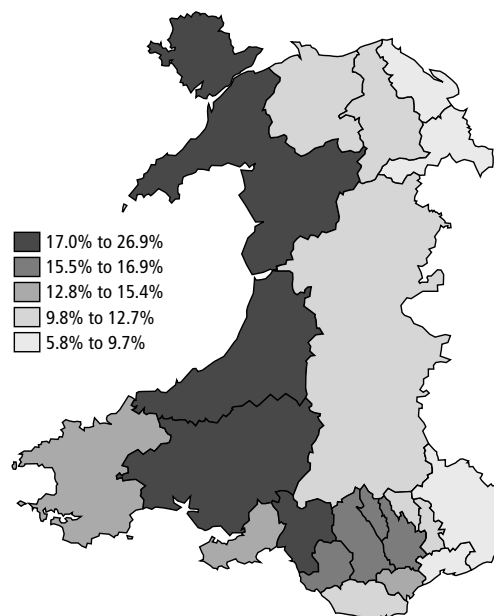 17.0% to 26.9%
15.5% to 16.9%
12.8% to 15.4%
9.8% to 12.7%
5.8% to 9.7%